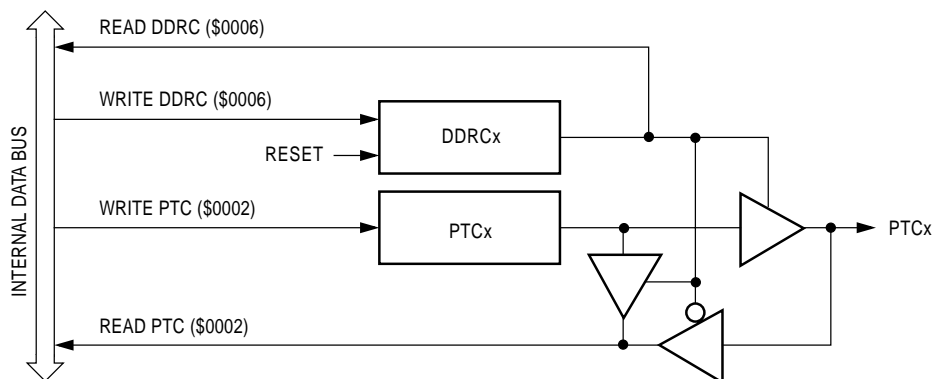 READ DDRC ($0006)
WRITE DDRC ($0006)
DDRCx
RESET
WRITE PTC ($0002)
PTCx
PTCx
READ PTC ($0002)
INTERNAL DATA BUS